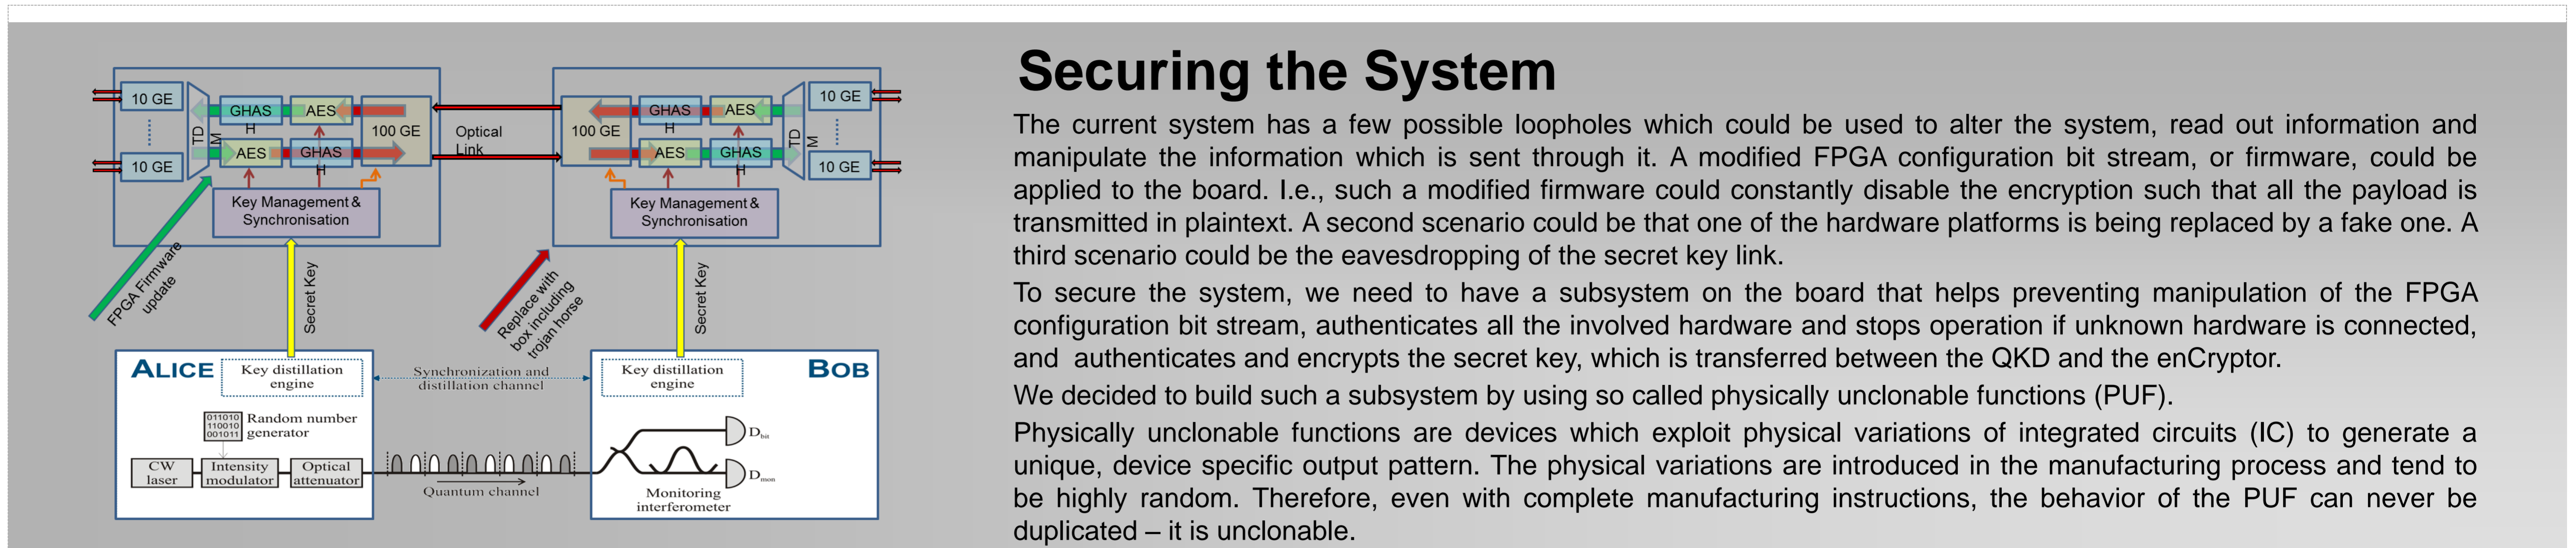 10 GE
10 GE
TD
M
GHAS
H
AES
AES
GHAS
H
100 GE
Key Management &
Synchronisation
Optical
Link
100 GE
GHAS
H
AES
AES
GHAS
H
TD
M
10 GE
10 GE
Key Management &
Synchronisation
FPGA Firmware
update
Secret Key
Replace with
box including
trojan horse
Secret Key
ALICE
Key distillation
engine
Synchronization and
distillation channel
Key distillation
engine
BOB
011010
110010
001011
Random number
generator
CW
laser
Intensity
modulator
Optical
attenuator
Quantum channel
Dbit
Dmon
Monitoring
interferometer
Securing the System
The current system has a few possible loopholes which could be used to alter the system, read out information and
manipulate the information which is sent through it. A modified FPGA configuration bit stream, or firmware, could be
applied to the board. I.e., such a modified firmware could constantly disable the encryption such that all the payload is
transmitted in plaintext. A second scenario could be that one of the hardware platforms is being replaced by a fake one. A
third scenario could be the eavesdropping of the secret key link.
To secure the system, we need to have a subsystem on the board that helps preventing manipulation of the FPGA
configuration bit stream, authenticates all the involved hardware and stops operation if unknown hardware is connected,
and authenticates and encrypts the secret key, which is transferred between the QKD and the enCryptor.
We decided to build such a subsystem by using so called physically unclonable functions (PUF).
Physically unclonable functions are devices which exploit physical variations of integrated circuits (IC) to generate a
unique, device specific output pattern. The physical variations are introduced in the manufacturing process and tend to
be highly random. Therefore, even with complete manufacturing instructions, the behavior of the PUF can never be
duplicated – it is unclonable.